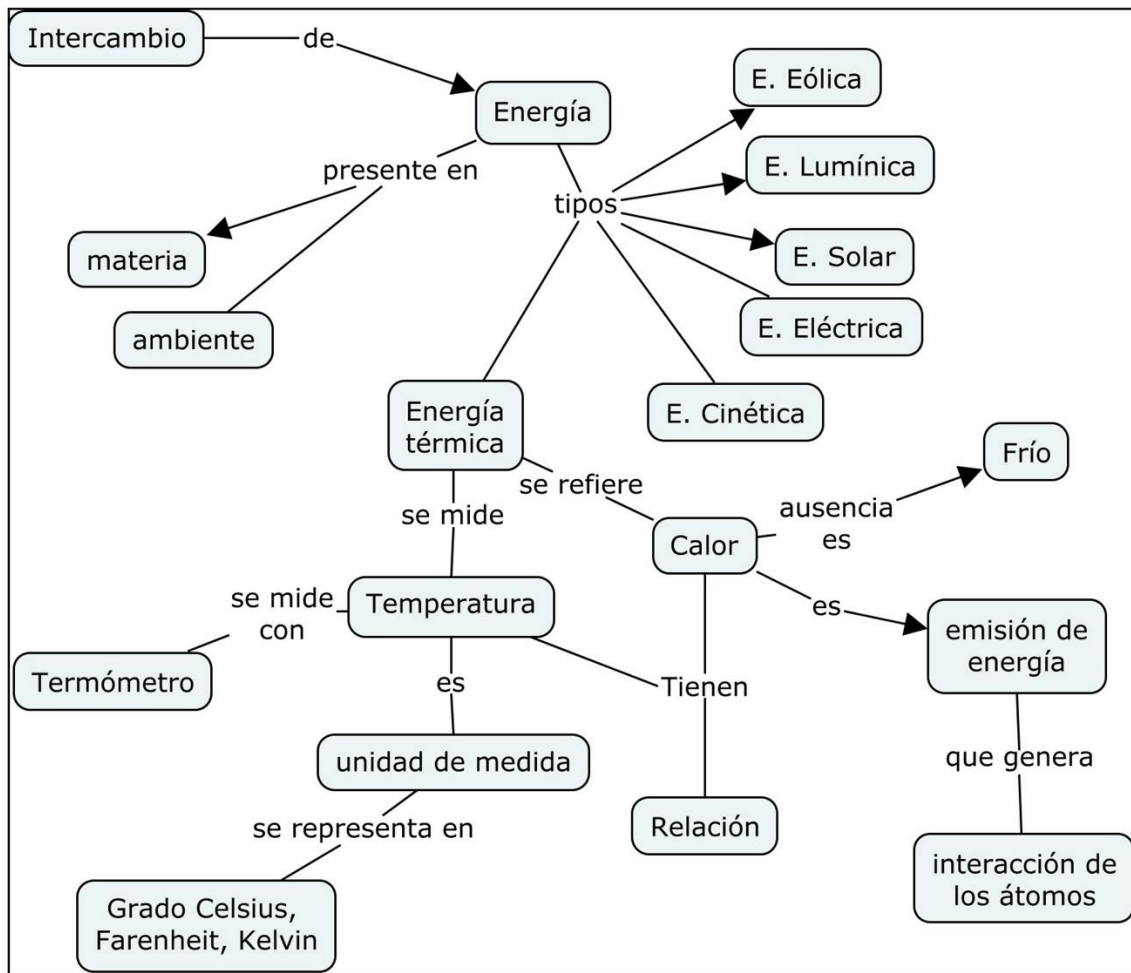 Intercambio
de
Energía
E. Eólica
E. Lumínica
presente en
tipos
materia
E. Solar
ambiente
E. Eléctrica
Energía
térmica
E. Cinética
Frío
se refiere
se mide
ausencia
es
Calor
se mide
con
Temperatura
es
emisión de
energía
Termómetro
es
Tienen
unidad de medida
que genera
se representa en
Relación
interacción de
los átomos
Grado Celsius,
Farenheit, Kelvin